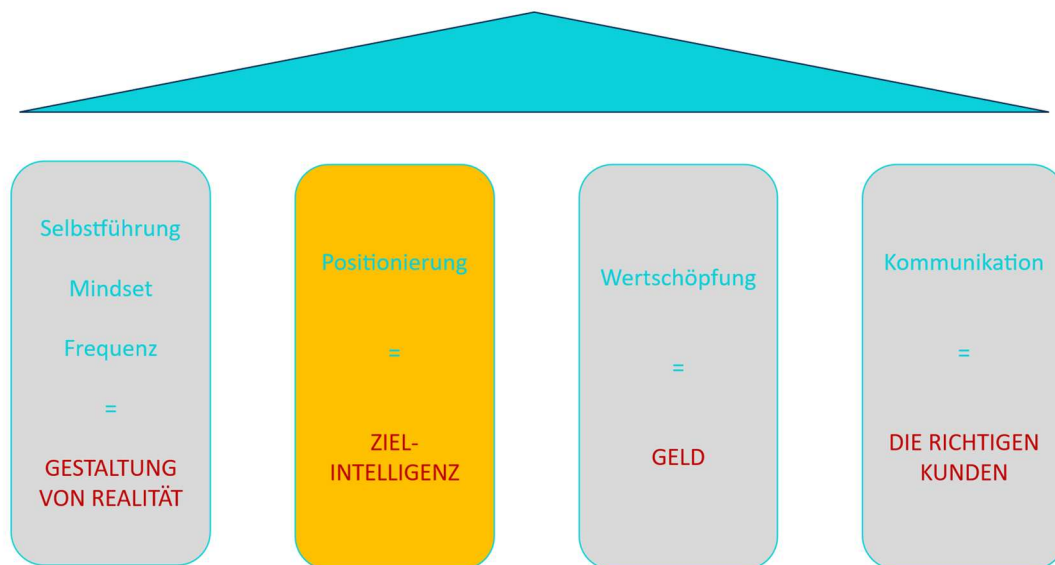 Selbstführung
Mindset
Frequenz
=
GESTALTUNG
VON REALITÄT
Positionierung
=
ZIEL-
INTELLIGENZ
Wertschöpfung
=
GELD
Kommunikation
=
DIE RICHTIGEN
KUNDEN